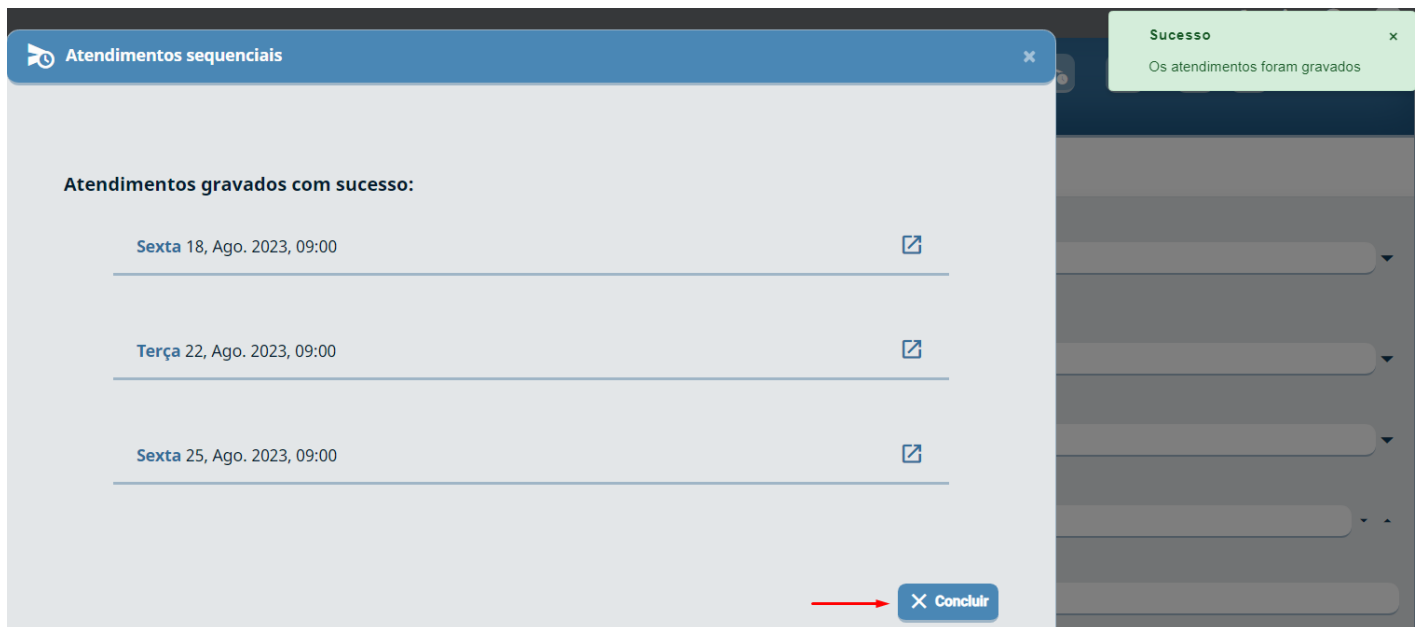 Atendimentos sequenciais
Sucesso
Os atendimentos foram gravados
Atendimentos gravados com sucesso:
Sexta 18, Ago. 2023, 09:00
Terça 22, Ago. 2023, 09:00
Sexta 25, Ago. 2023, 09:00
Concluir